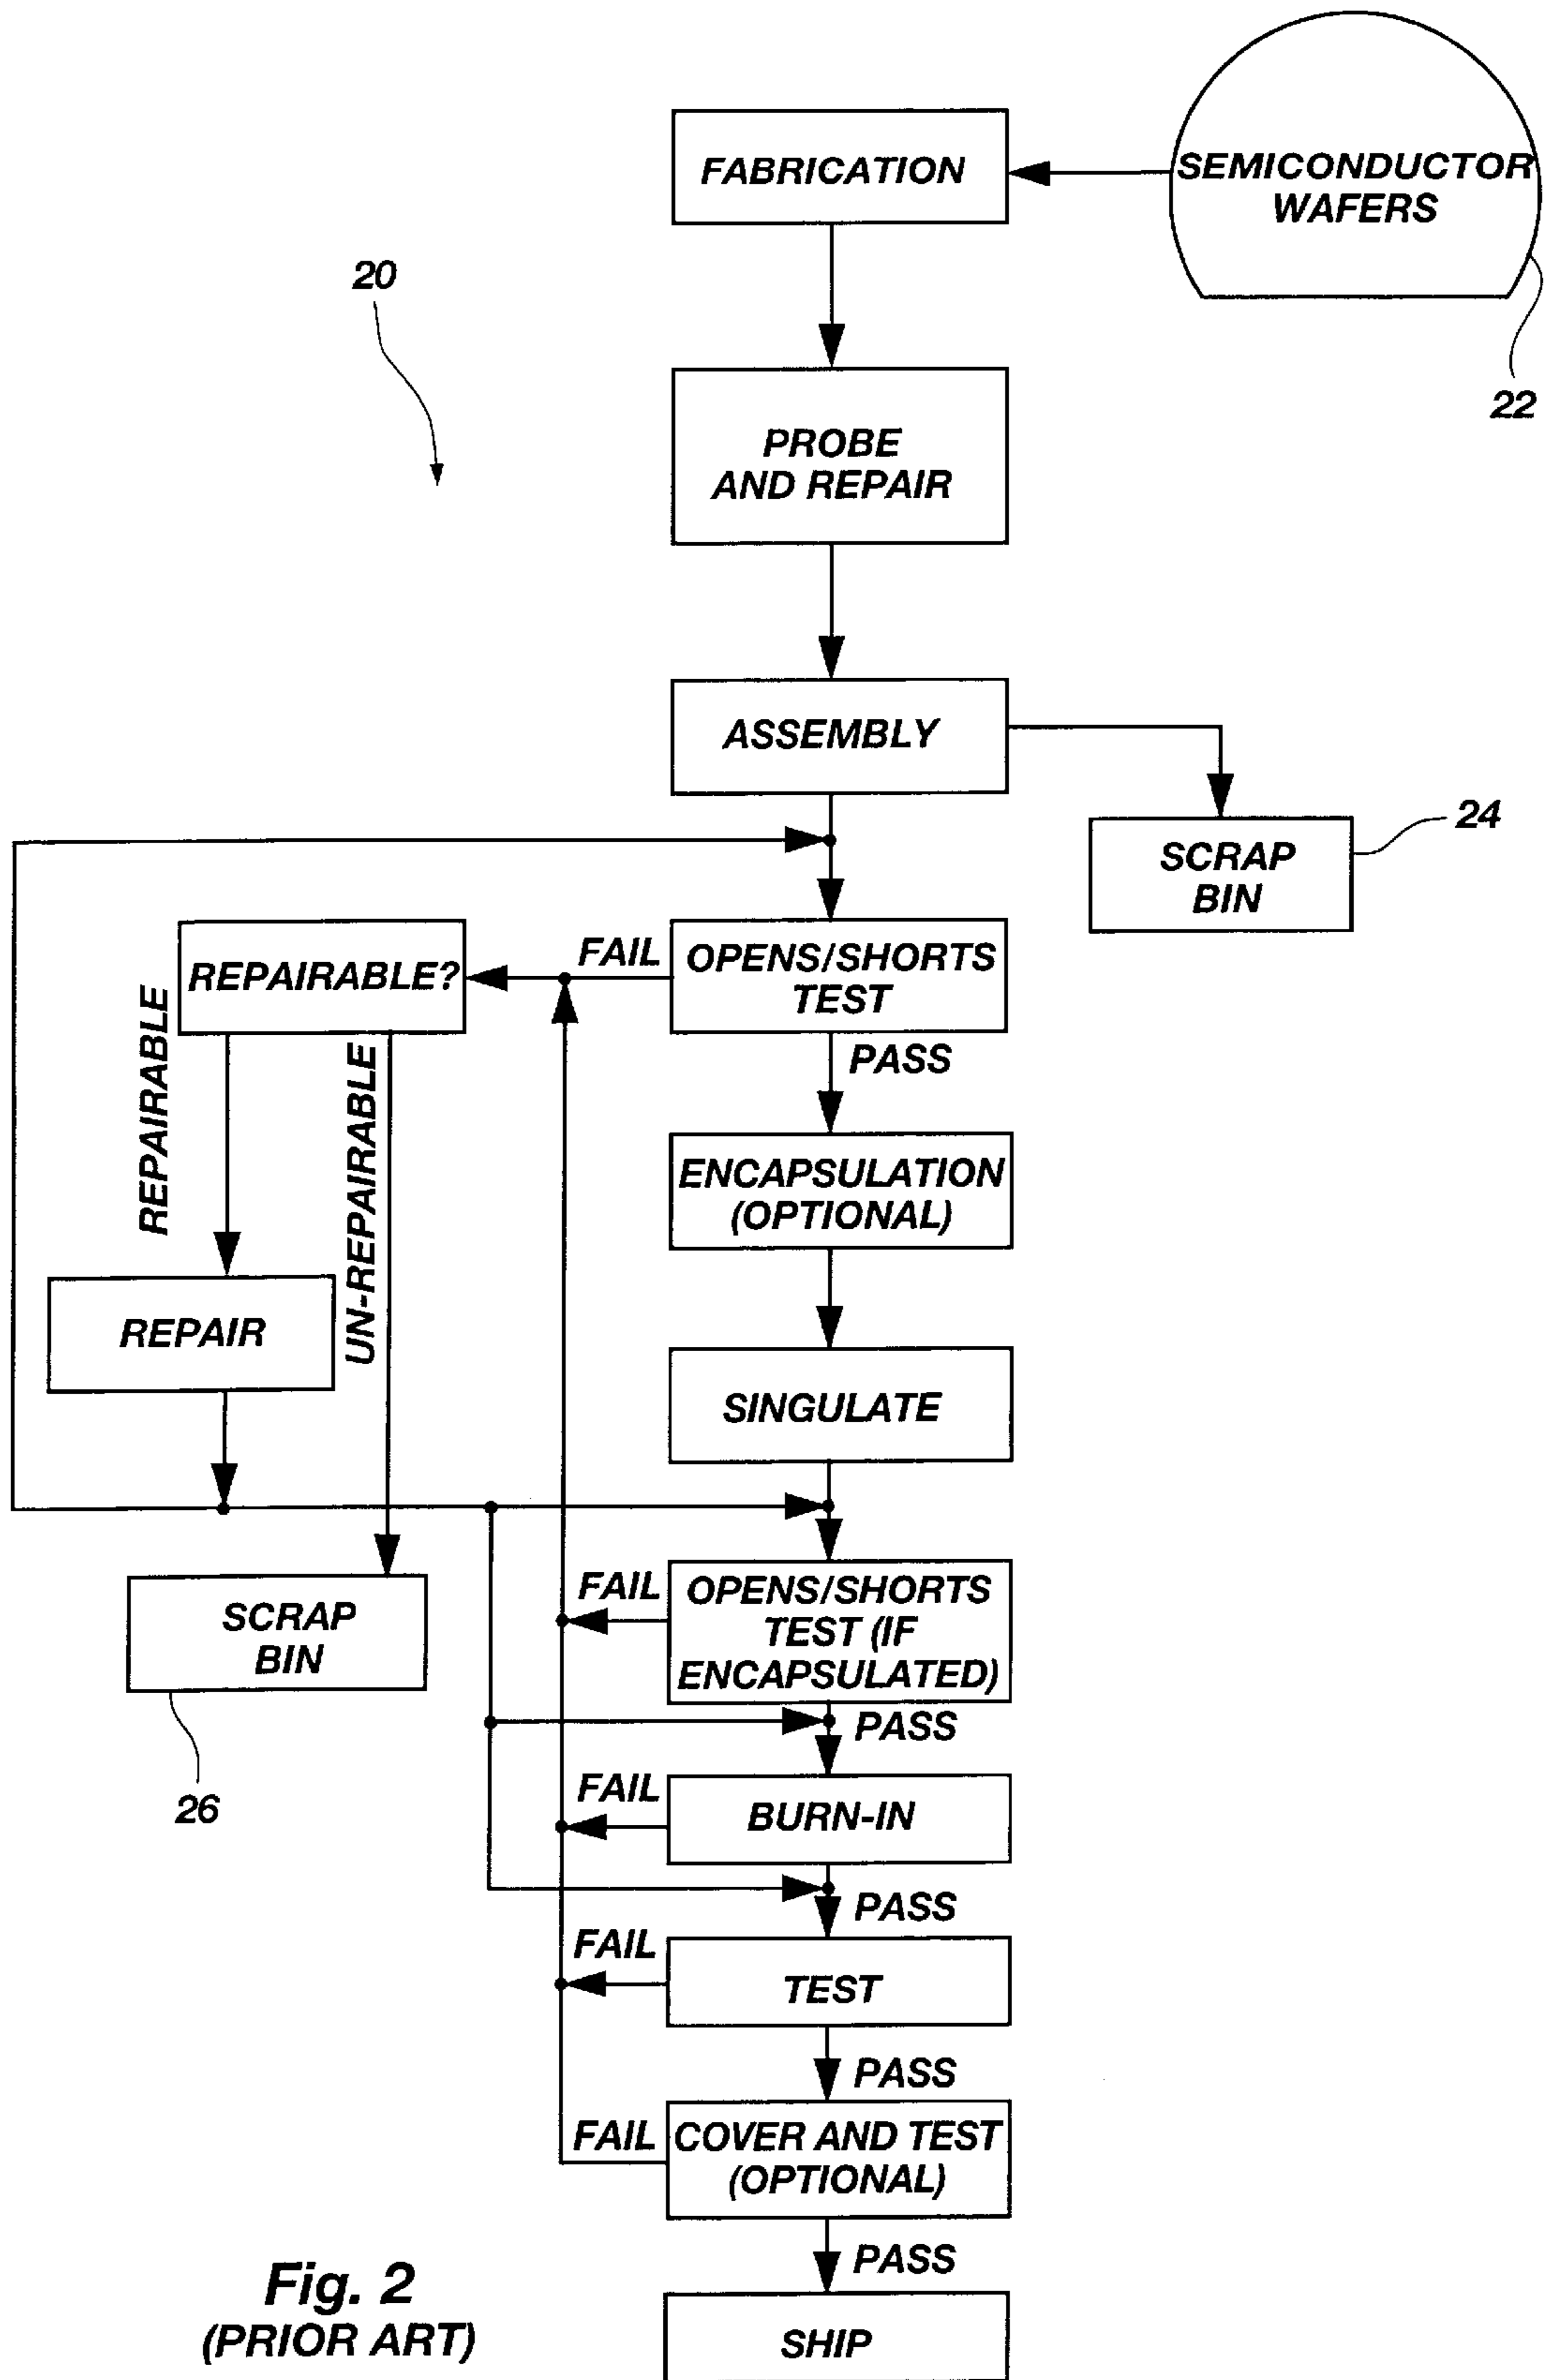 FABRICATION
SEMICONDUCTOR
WAFERS
20
22
PROBE
AND REPAIR
ASSEMBLY
24
SCRAP
BIN
REPAIRABLE?
FAIL
OPENS/SHORTS
TEST
PASS
REPAIRABLE
UN-REPAIRABLE
ENCAPSULATION
(OPTIONAL)
REPAIR
SINGULATE
SCRAP
BIN
26
FAIL
OPENS/SHORTS
TEST (IF
ENCAPSULATED)
PASS
FAIL
BURN-IN
PASS
FAIL
TEST
PASS
FAIL
COVER AND TEST
(OPTIONAL)
PASS
SHIP
Fig. 2
(PRIOR ART)